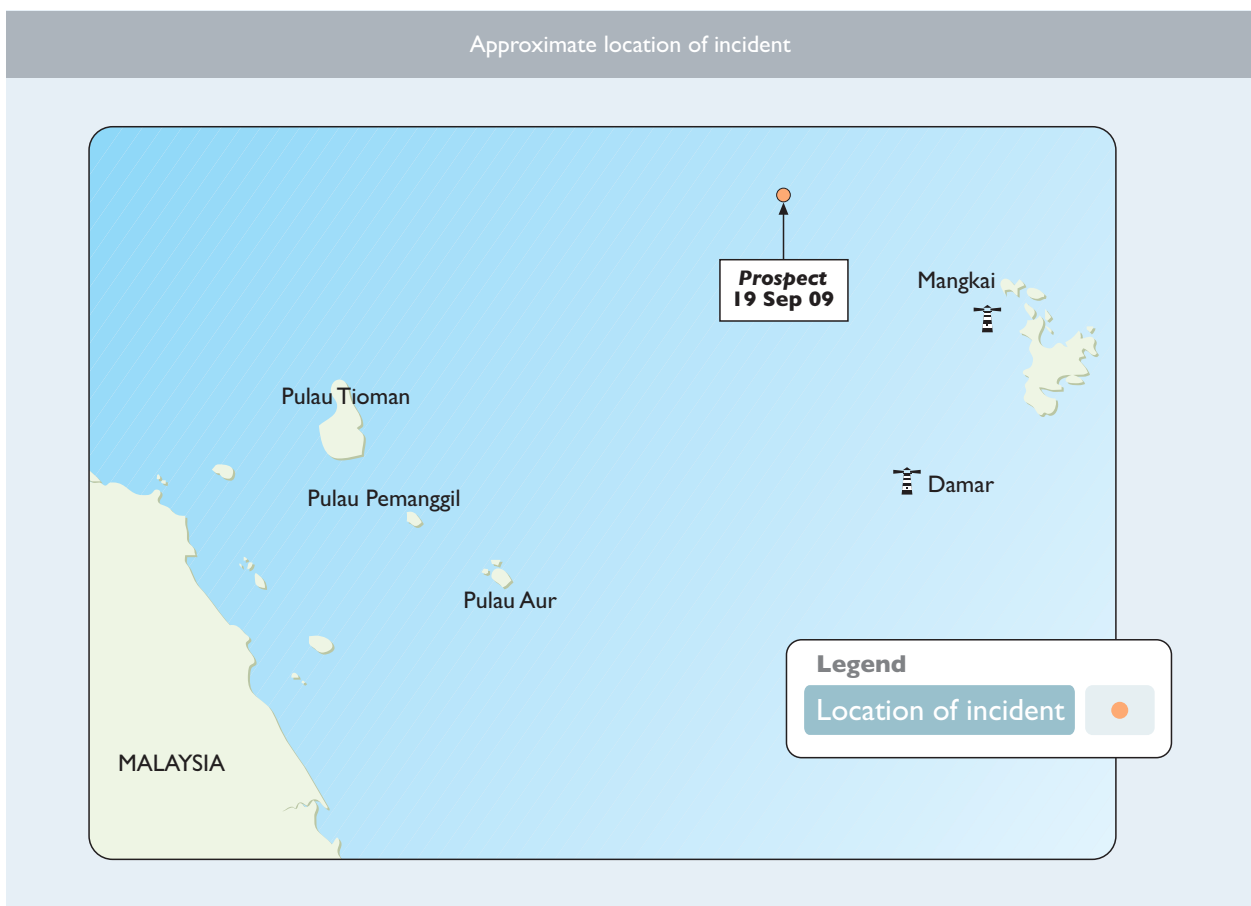 Approximate location of incident
Prospect
19 Sep 09
Mangkai
Pulau Tioman
Damar
Pulau Pemanggil
Pulau Aur
Legend
Location of incident
MALAYSIA